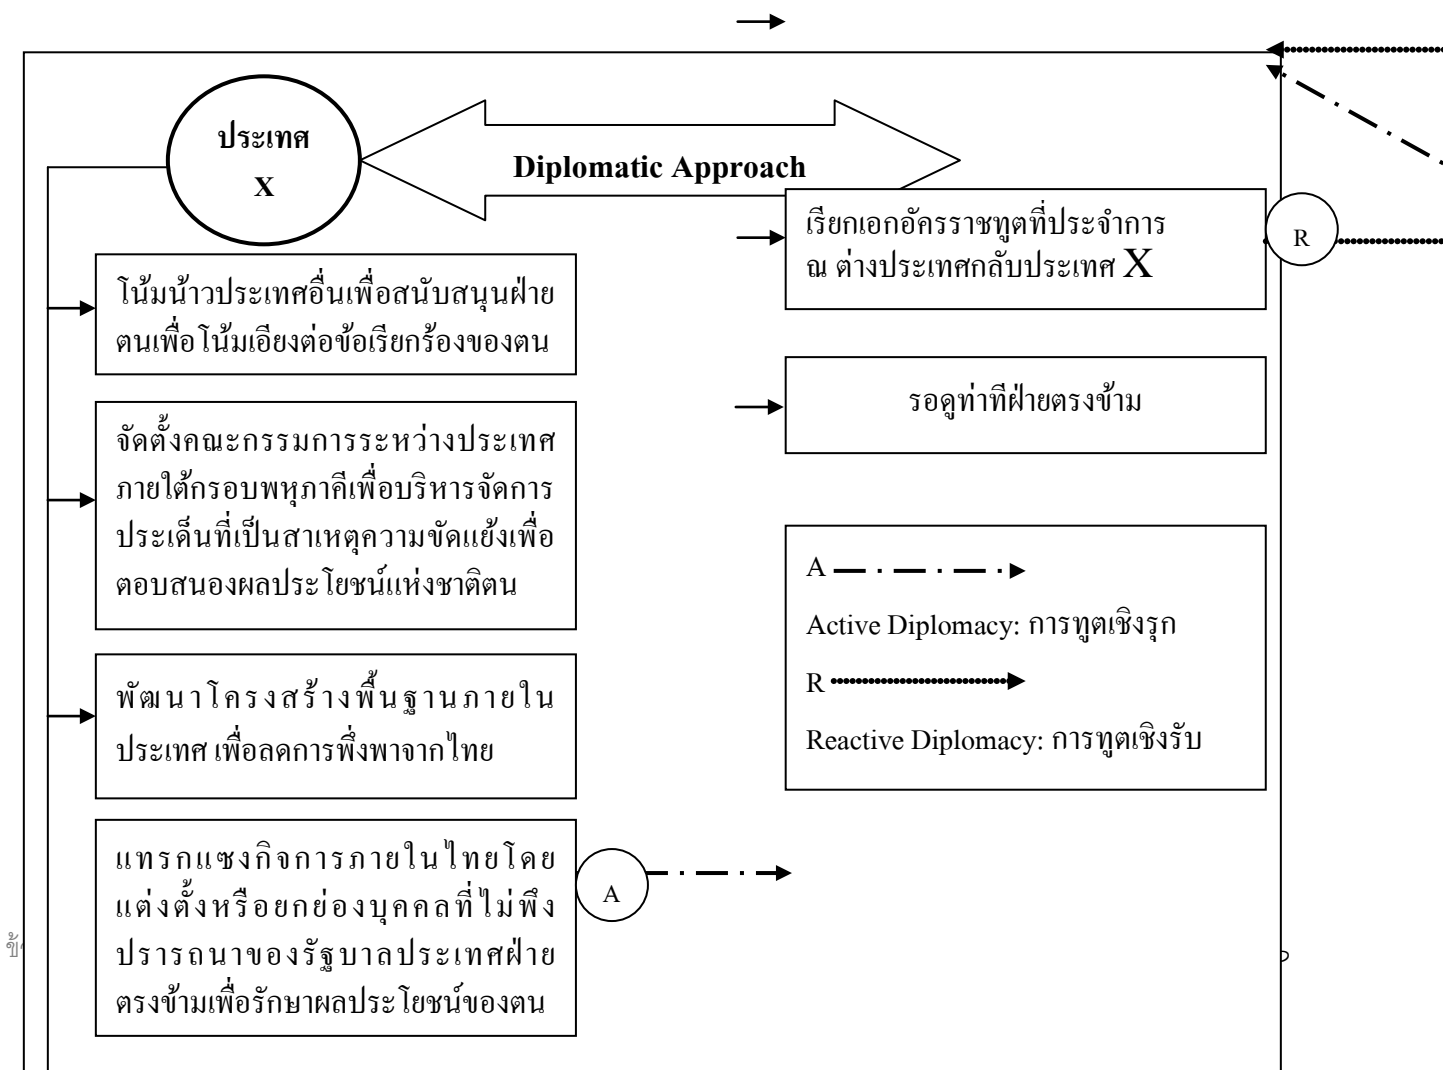 ประเทศ
X
Diplomatic Approach
โน้มน้าวประเทศอื่นเพื่อสนับสนุนฝ่าย
ตนเพื่อโน้มเอียงต่อข้อเรียกร้องของตน
จัดตั้งคณะกรรมการระหว่างประเทศ
ภายใต้กรอบพหุภาคีเพื่อบริหารจัดการ
ประเด็นที่เป็นสาเหตุความขัดแย้งเพื่อ
ตอบสนองผลประโยชน์แห่งชาติตน
พัฒนาโครงสร้างพื้นฐานภายใน
ประเทศ เพื่อลดการพึ่งพาจากไทย
แทรกแซงกิจการภายในไทยโดย
แต่งตั้งหรือยกย่องบุคคลที่ไม่พึง
ปรารถนาของรัฐบาลประเทศฝ่าย
ตรงข้ามเพื่อรักษาผลประโยชน์ของตน
A
เรียกเอกอัครราชทูตที่ประจำการ
ณ ต่างประเทศกลับประเทศ X
R
รอดูท่าทีฝ่ายตรงข้าม
A
Active Diplomacy: การทูตเชิงรุก
R
Reactive Diplomacy: การทูตเชิงรับ